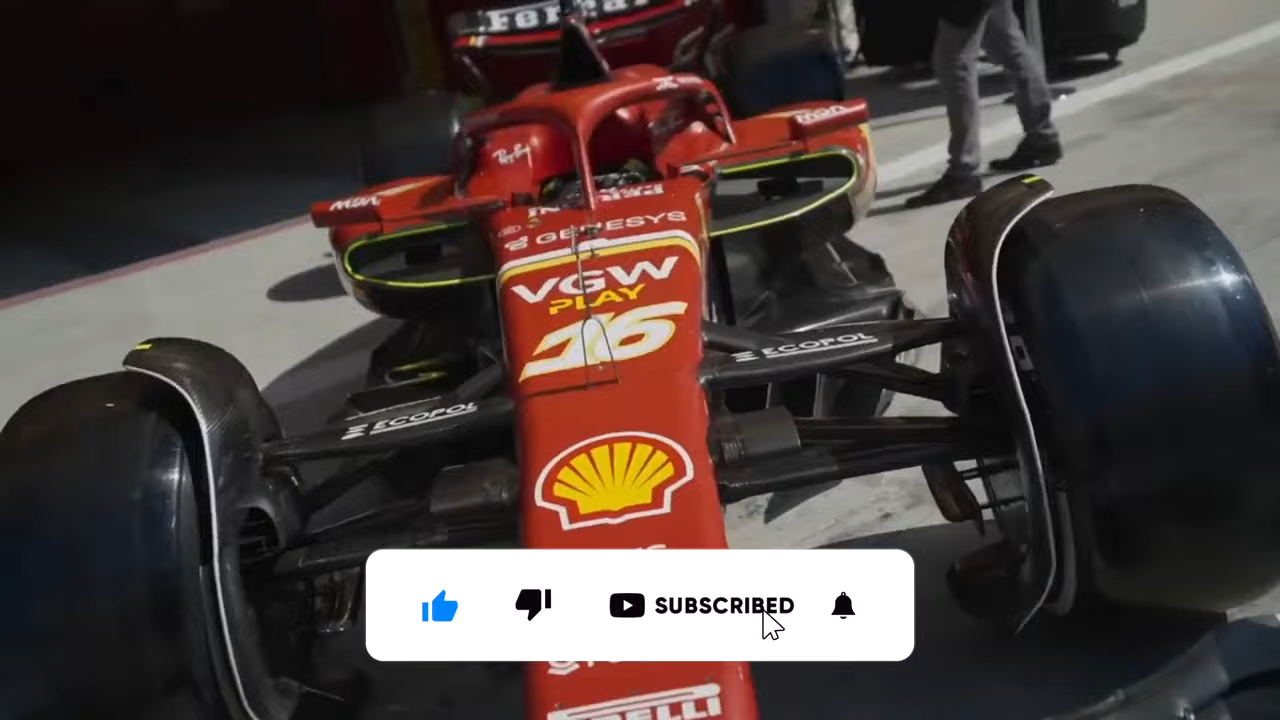 Ferrari
Ray-Ban
GENESYS
VGW
PLAY
16
ECOPOL
ECOPOL
SUBSCRIBED
PIRELLI